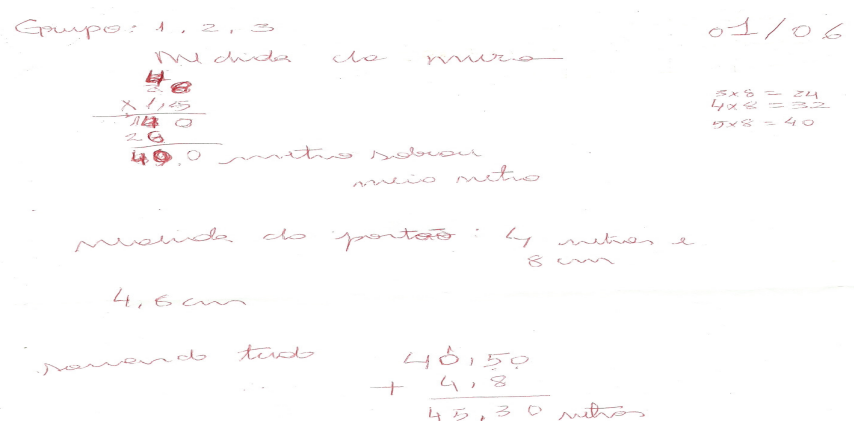 Grupo: 1, 2, 3
01/06
Medida do muro
x 1,5
3x8 = 24
4x8 = 32
5x8 = 40
40,0 metro sobrou
meio metro
medida do portão: 4 metros e
8 cm
4,6 cm
somando tudo
40,50
+ 4,8
45,30 metros